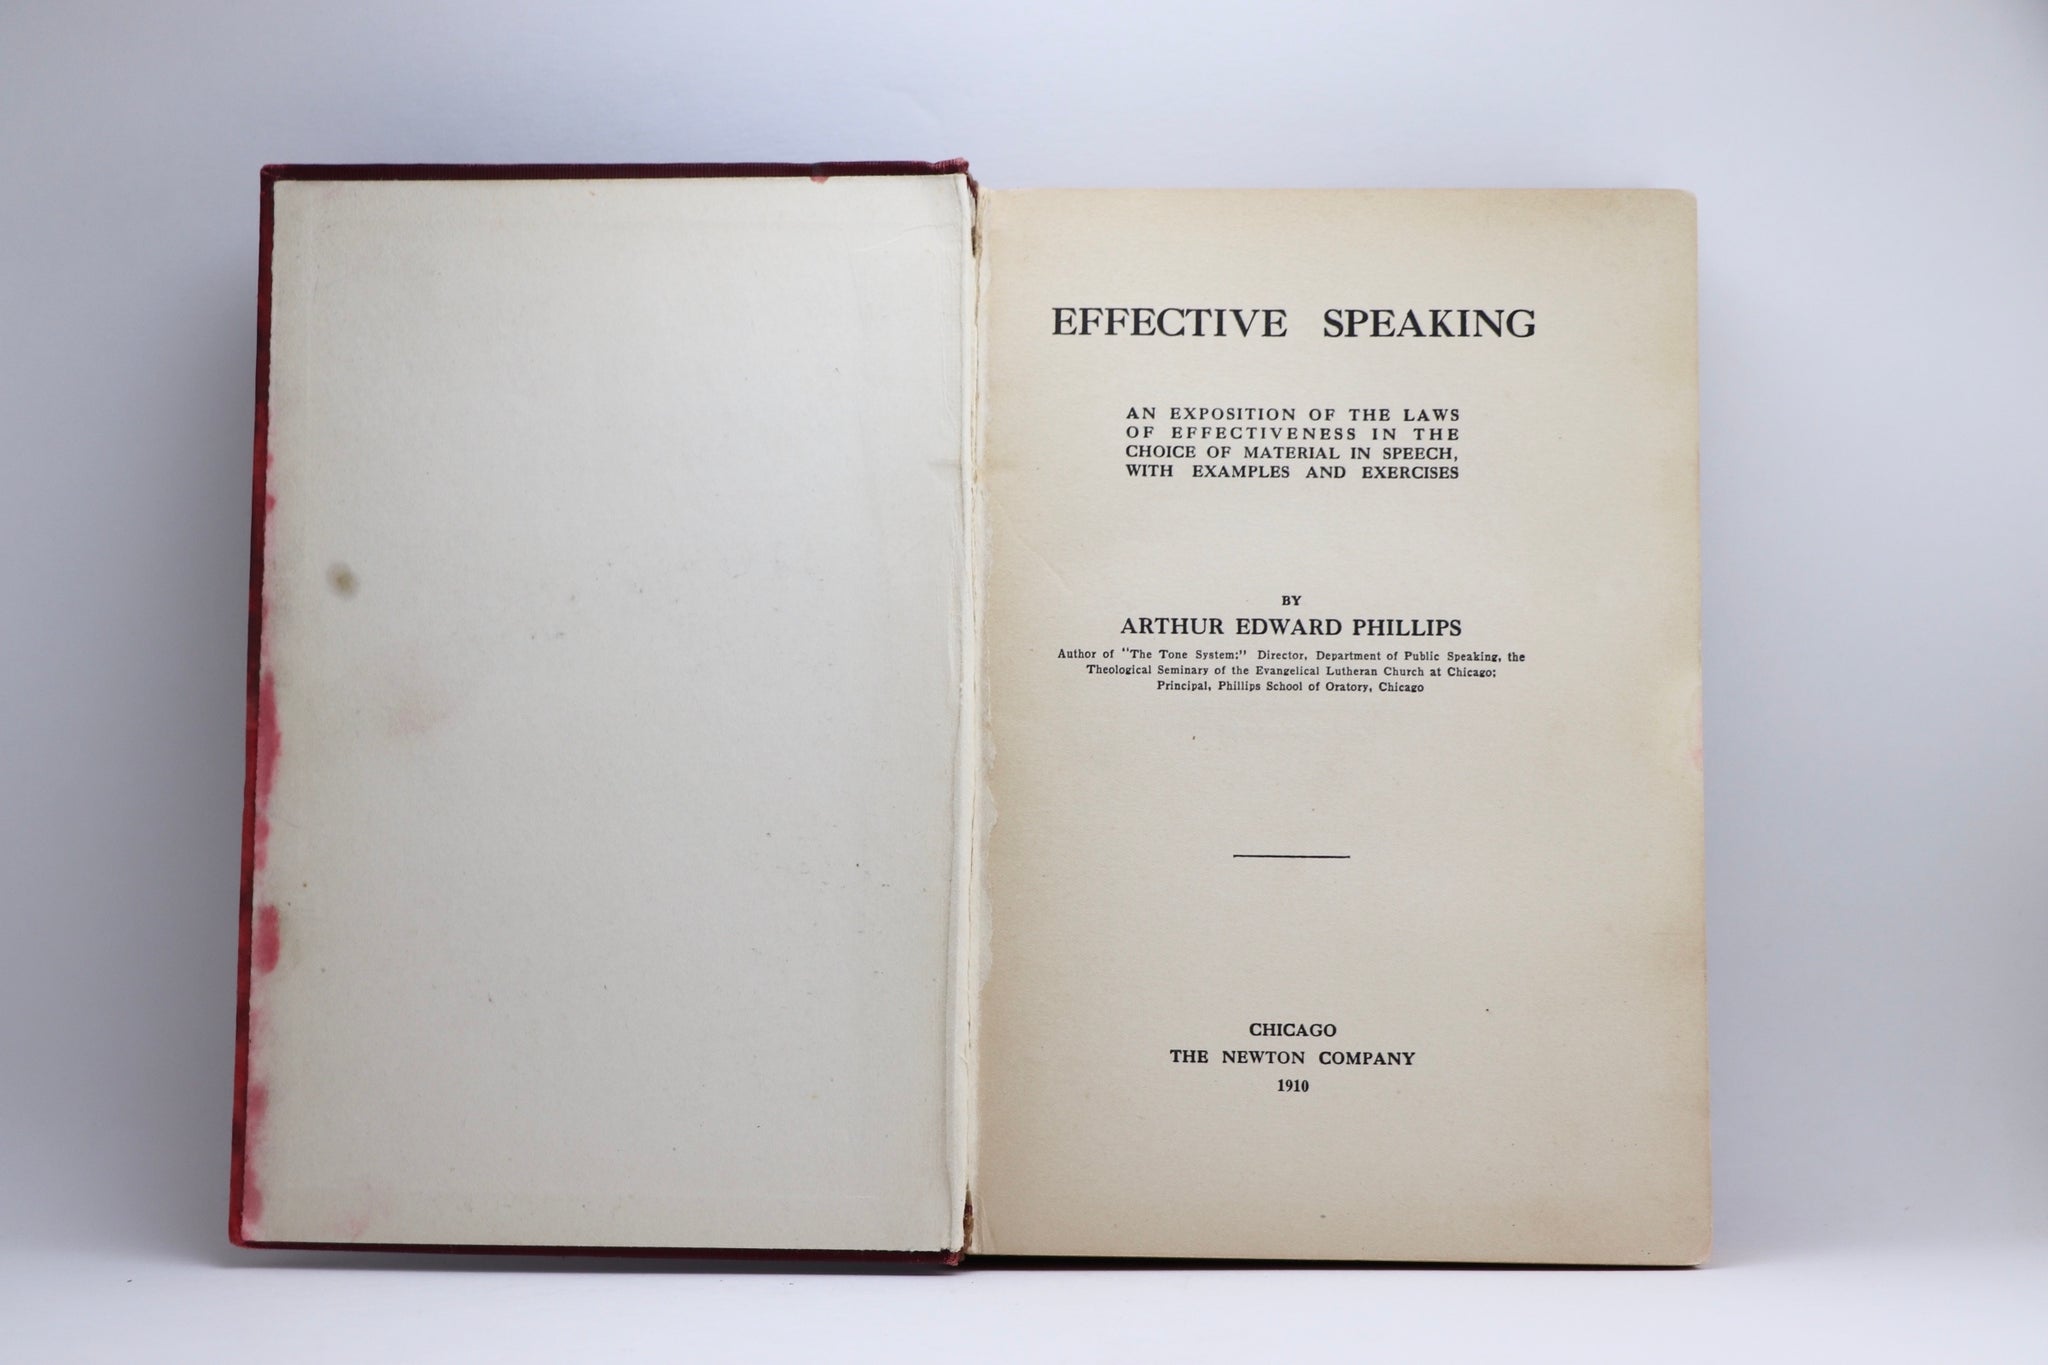 EFFECTIVE SPEAKING
AN EXPOSITION OF THE LAWS
OF EFFECTIVENESS IN THE
CHOICE OF MATERIAL IN SPEECH,
WITH EXAMPLES AND EXERCISES
BY
ARTHUR EDWARD PHILLIPS
Author of "The Tone System;" Director, Department of Public Speaking, the
Theological Seminary of the Evangelical Lutheran Church at Chicago;
Principal, Phillips School of Oratory, Chicago
CHICAGO
THE NEWTON COMPANY
1910